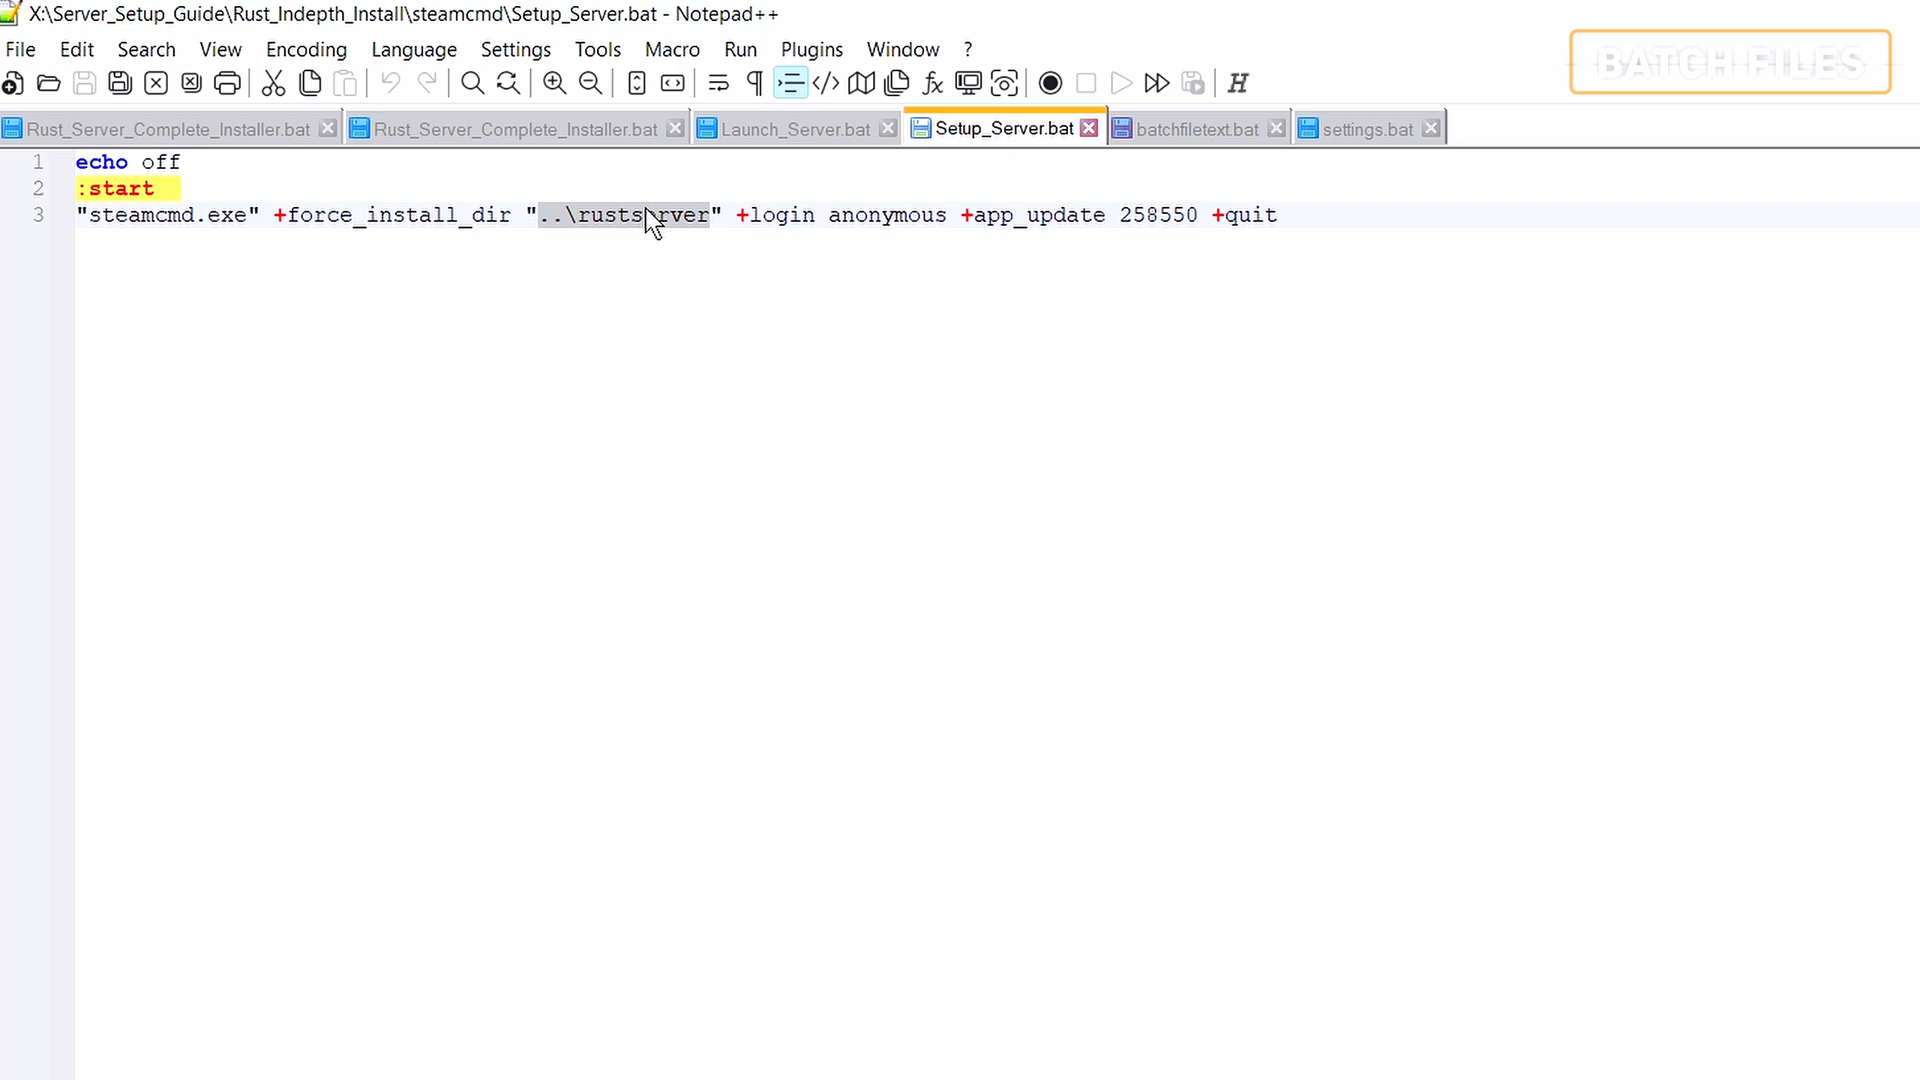 X:\Server_Setup_Guide\Rust_Indepth_Install\steamcmd\Setup_Server.bat - Notepad++
File Edit Search View Encoding Language Settings Tools Macro Run Plugins Window ?
BATCH FILES
Rust_Server_Complete_Installer.bat Rust_Server_Complete_Installer.bat Launch_Server.bat Setup_Server.bat batchfiletext.bat settings.bat
1 echo off
2 :start
3 "steamcmd.exe" +force_install_dir "..\rustserver" +login anonymous +app_update 258550 +quit